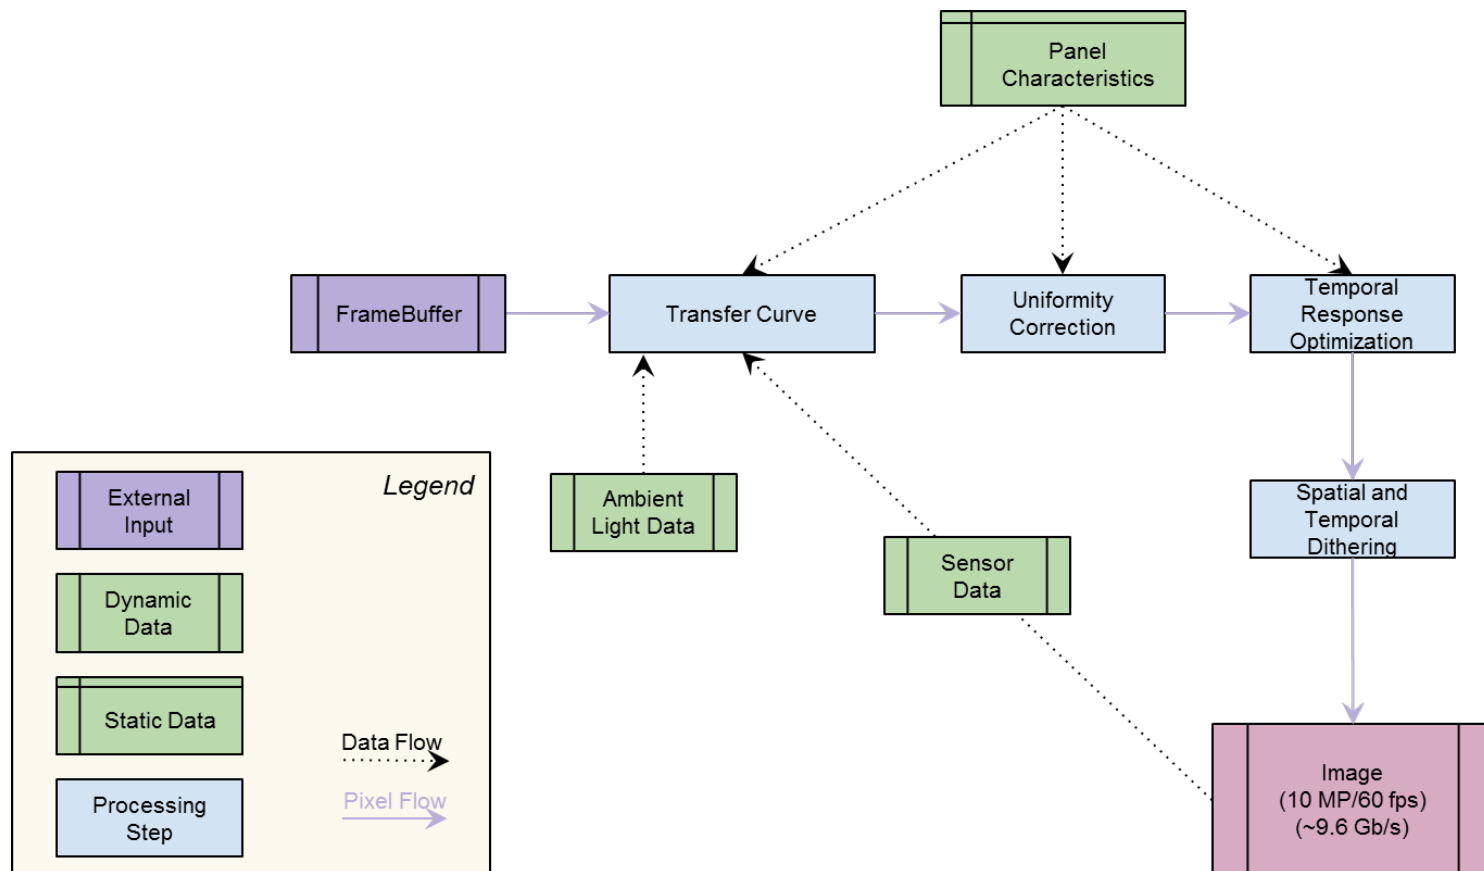 Panel
Characteristics
FrameBuffer
Transfer Curve
Uniformity
Correction
Temporal
Response
Optimization
Ambient
Light Data
Sensor
Data
Spatial and
Temporal
Dithering
Image
(10 MP/60 fps)
(~9.6 Gb/s)
Legend
External
Input
Dynamic
Data
Static Data
Processing
Step
Data Flow
Pixel Flow